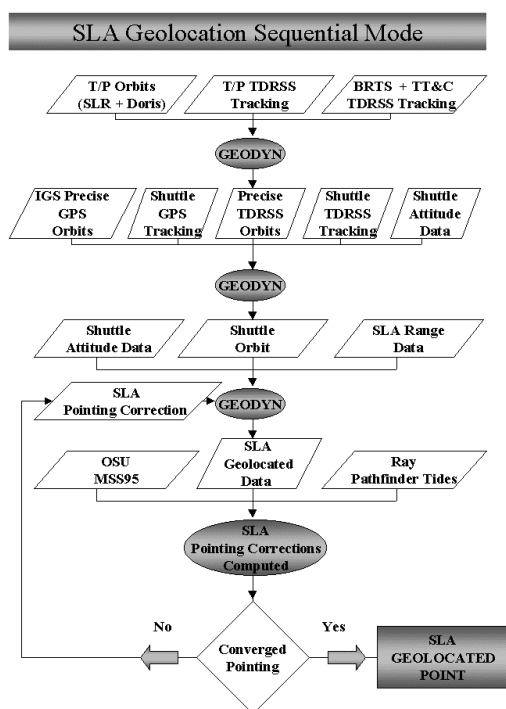 SLA Geolocation Sequential Mode
T/P Orbits
(SLR + Doris)
T/P TDRSS
Tracking
BRTS + TT&C
TDRSS Tracking
GEODYN
IGS Precise
GPS
Orbits
Shuttle
GPS
Tracking
Precise
TDRSS
Orbits
Shuttle
TDRSS
Tracking
Shuttle
Attitude
Data
GEODYN
Shuttle
Attitude Data
Shuttle
Orbit
SLA Range
Data
SLA
Pointing Correction
GEODYN
OSU
MSS95
SLA
Geolocated
Data
Ray
Pathfinder Tides
SLA
Pointing Corrections
Computed
No
Converged
Pointing
Yes
SLA
GEOLOCATED
POINT